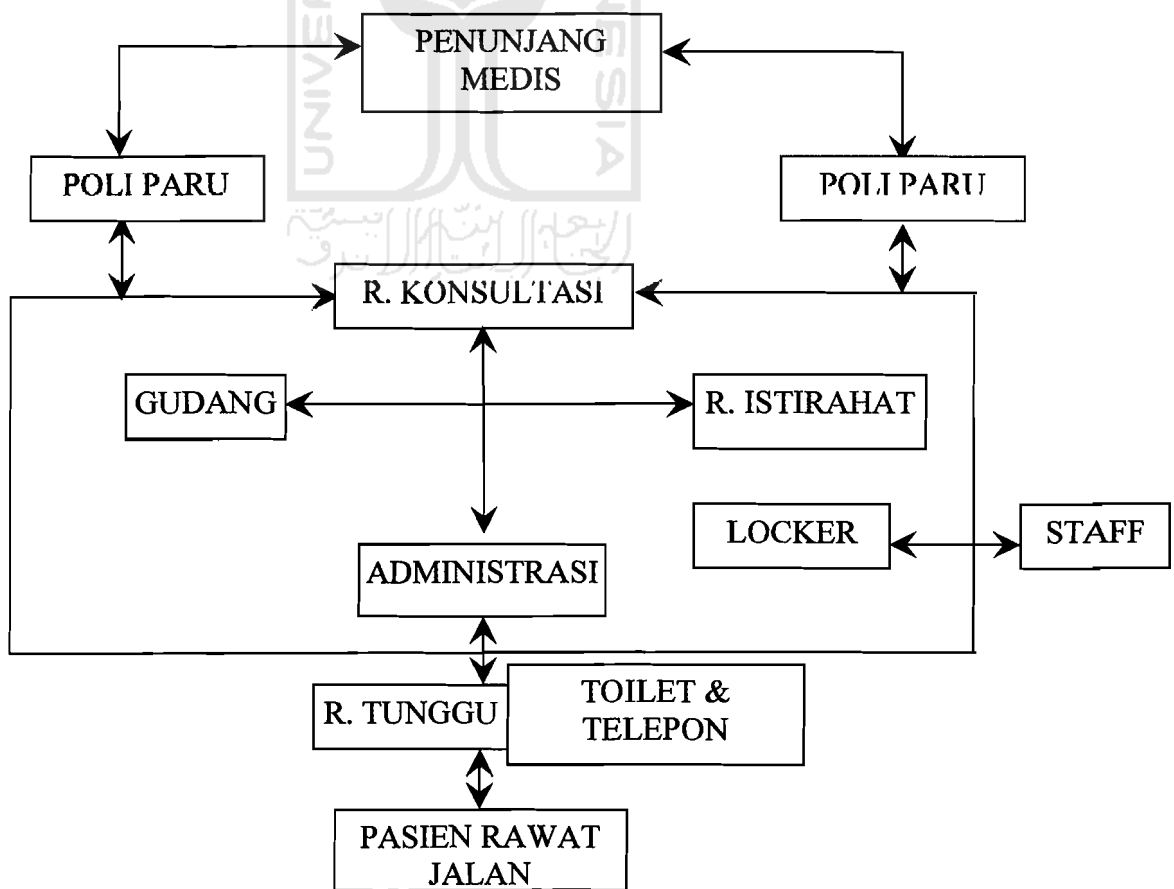 PENUNJANG
MEDIS
POLI PARU
POLI PARU
R. KONSULTASI
GUDANG
R. ISTIRAHAT
LOCKER
STAFF
ADMINISTRASI
R. TUNGGU
TOILET &
TELEPON
PASIEN RAWAT
JALAN